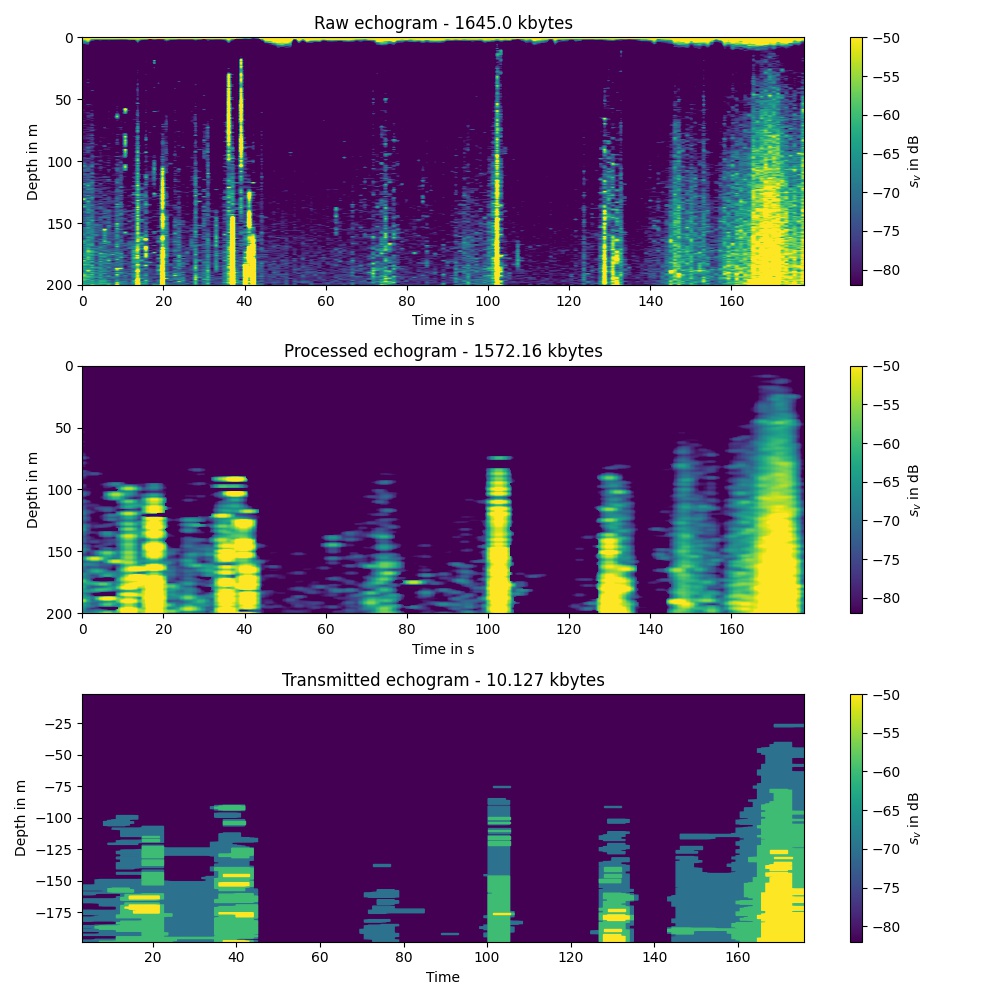 Raw echogram - 1645.0 kbytes
0
50
100
150
200
Depth in m
0 20 40 60 80 100 120 140 160
Time in s
−50
−55
−60
−65
−70
−75
−80
s_v in dB
Processed echogram - 1572.16 kbytes
0
50
100
150
200
Depth in m
0 20 40 60 80 100 120 140 160
Time in s
−50
−55
−60
−65
−70
−75
−80
s_v in dB
Transmitted echogram - 10.127 kbytes
−25
−50
−75
−100
−125
−150
−175
Depth in m
20 40 60 80 100 120 140 160
Time
−50
−55
−60
−65
−70
−75
−80
s_v in dB